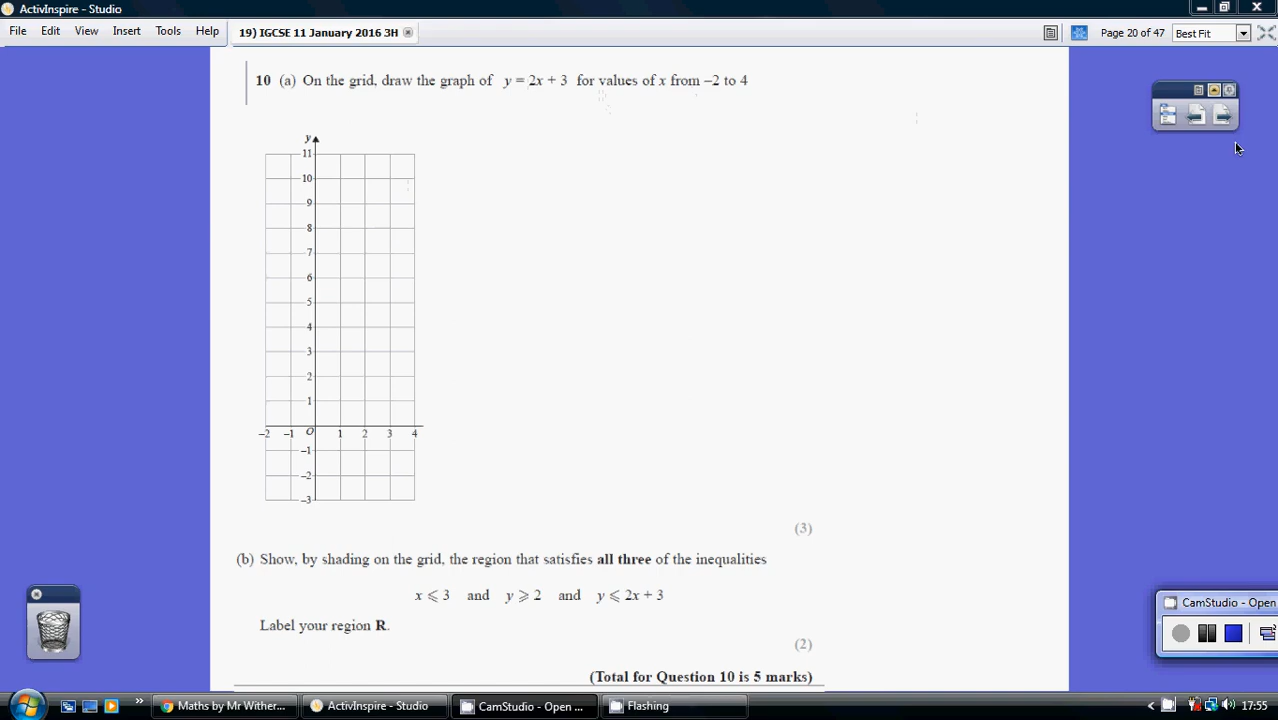 ActivInspire - Studio
File Edit View Insert Tools Help
19) IGCSE 11 January 2016 3H
Page 20 of 47
Best Fit
10 (a) On the grid, draw the graph of y = 2x + 3 for values of x from –2 to 4
y
11
10
9
8
7
6
5
4
3
2
1
–2 –1 O 1 2 3 4
–1
–2
–3
(3)
(b) Show, by shading on the grid, the region that satisfies all three of the inequalities
x ⩽ 3 and y ⩾ 2 and y ⩽ 2x + 3
Label your region R.
(2)
(Total for Question 10 is 5 marks)
CamStudio - Open
Maths by Mr Wither... ActivInspire - Studio CamStudio - Open ... Flashing 17:55